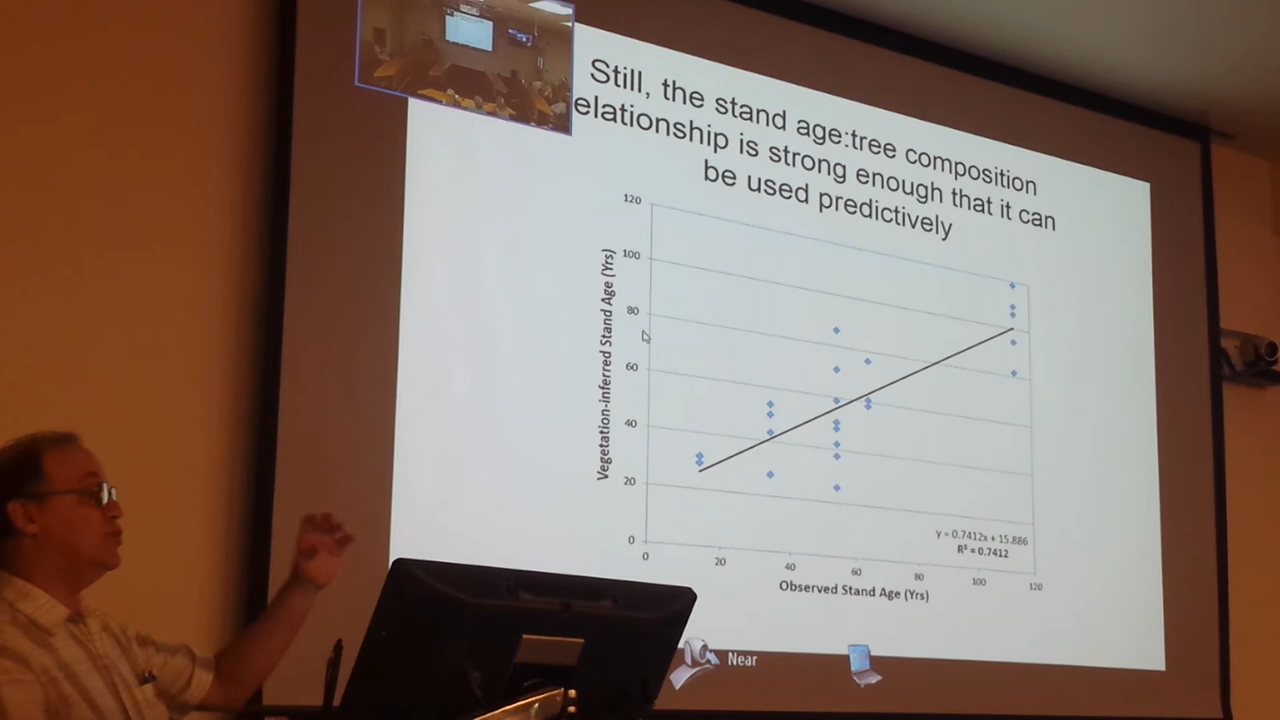 Still, the stand age:tree composition
elationship is strong enough that it can
be used predictively
Vegetation-inferred Stand Age (Yrs)
120
100
80
60
40
20
0
0
20
40
60
80
100
120
y = 0.7412x + 15.886
R² = 0.7412
Observed Stand Age (Yrs)
Near